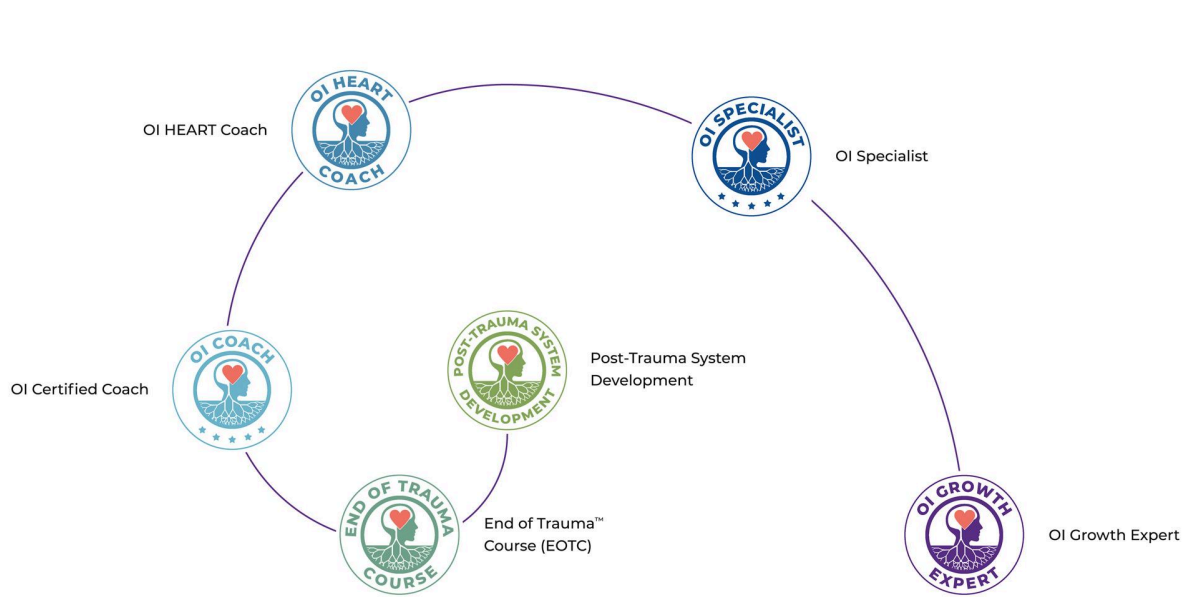 OI HEART
COACH
OI HEART Coach
OI SPECIALIST
OI Specialist
POST-TRAUMA SYSTEM
DEVELOPMENT
Post-Trauma System
Development
OI COACH
OI Certified Coach
END OF TRAUMA
COURSE
End of Trauma™
Course (EOTC)
OI GROWTH
EXPERT
OI Growth Expert